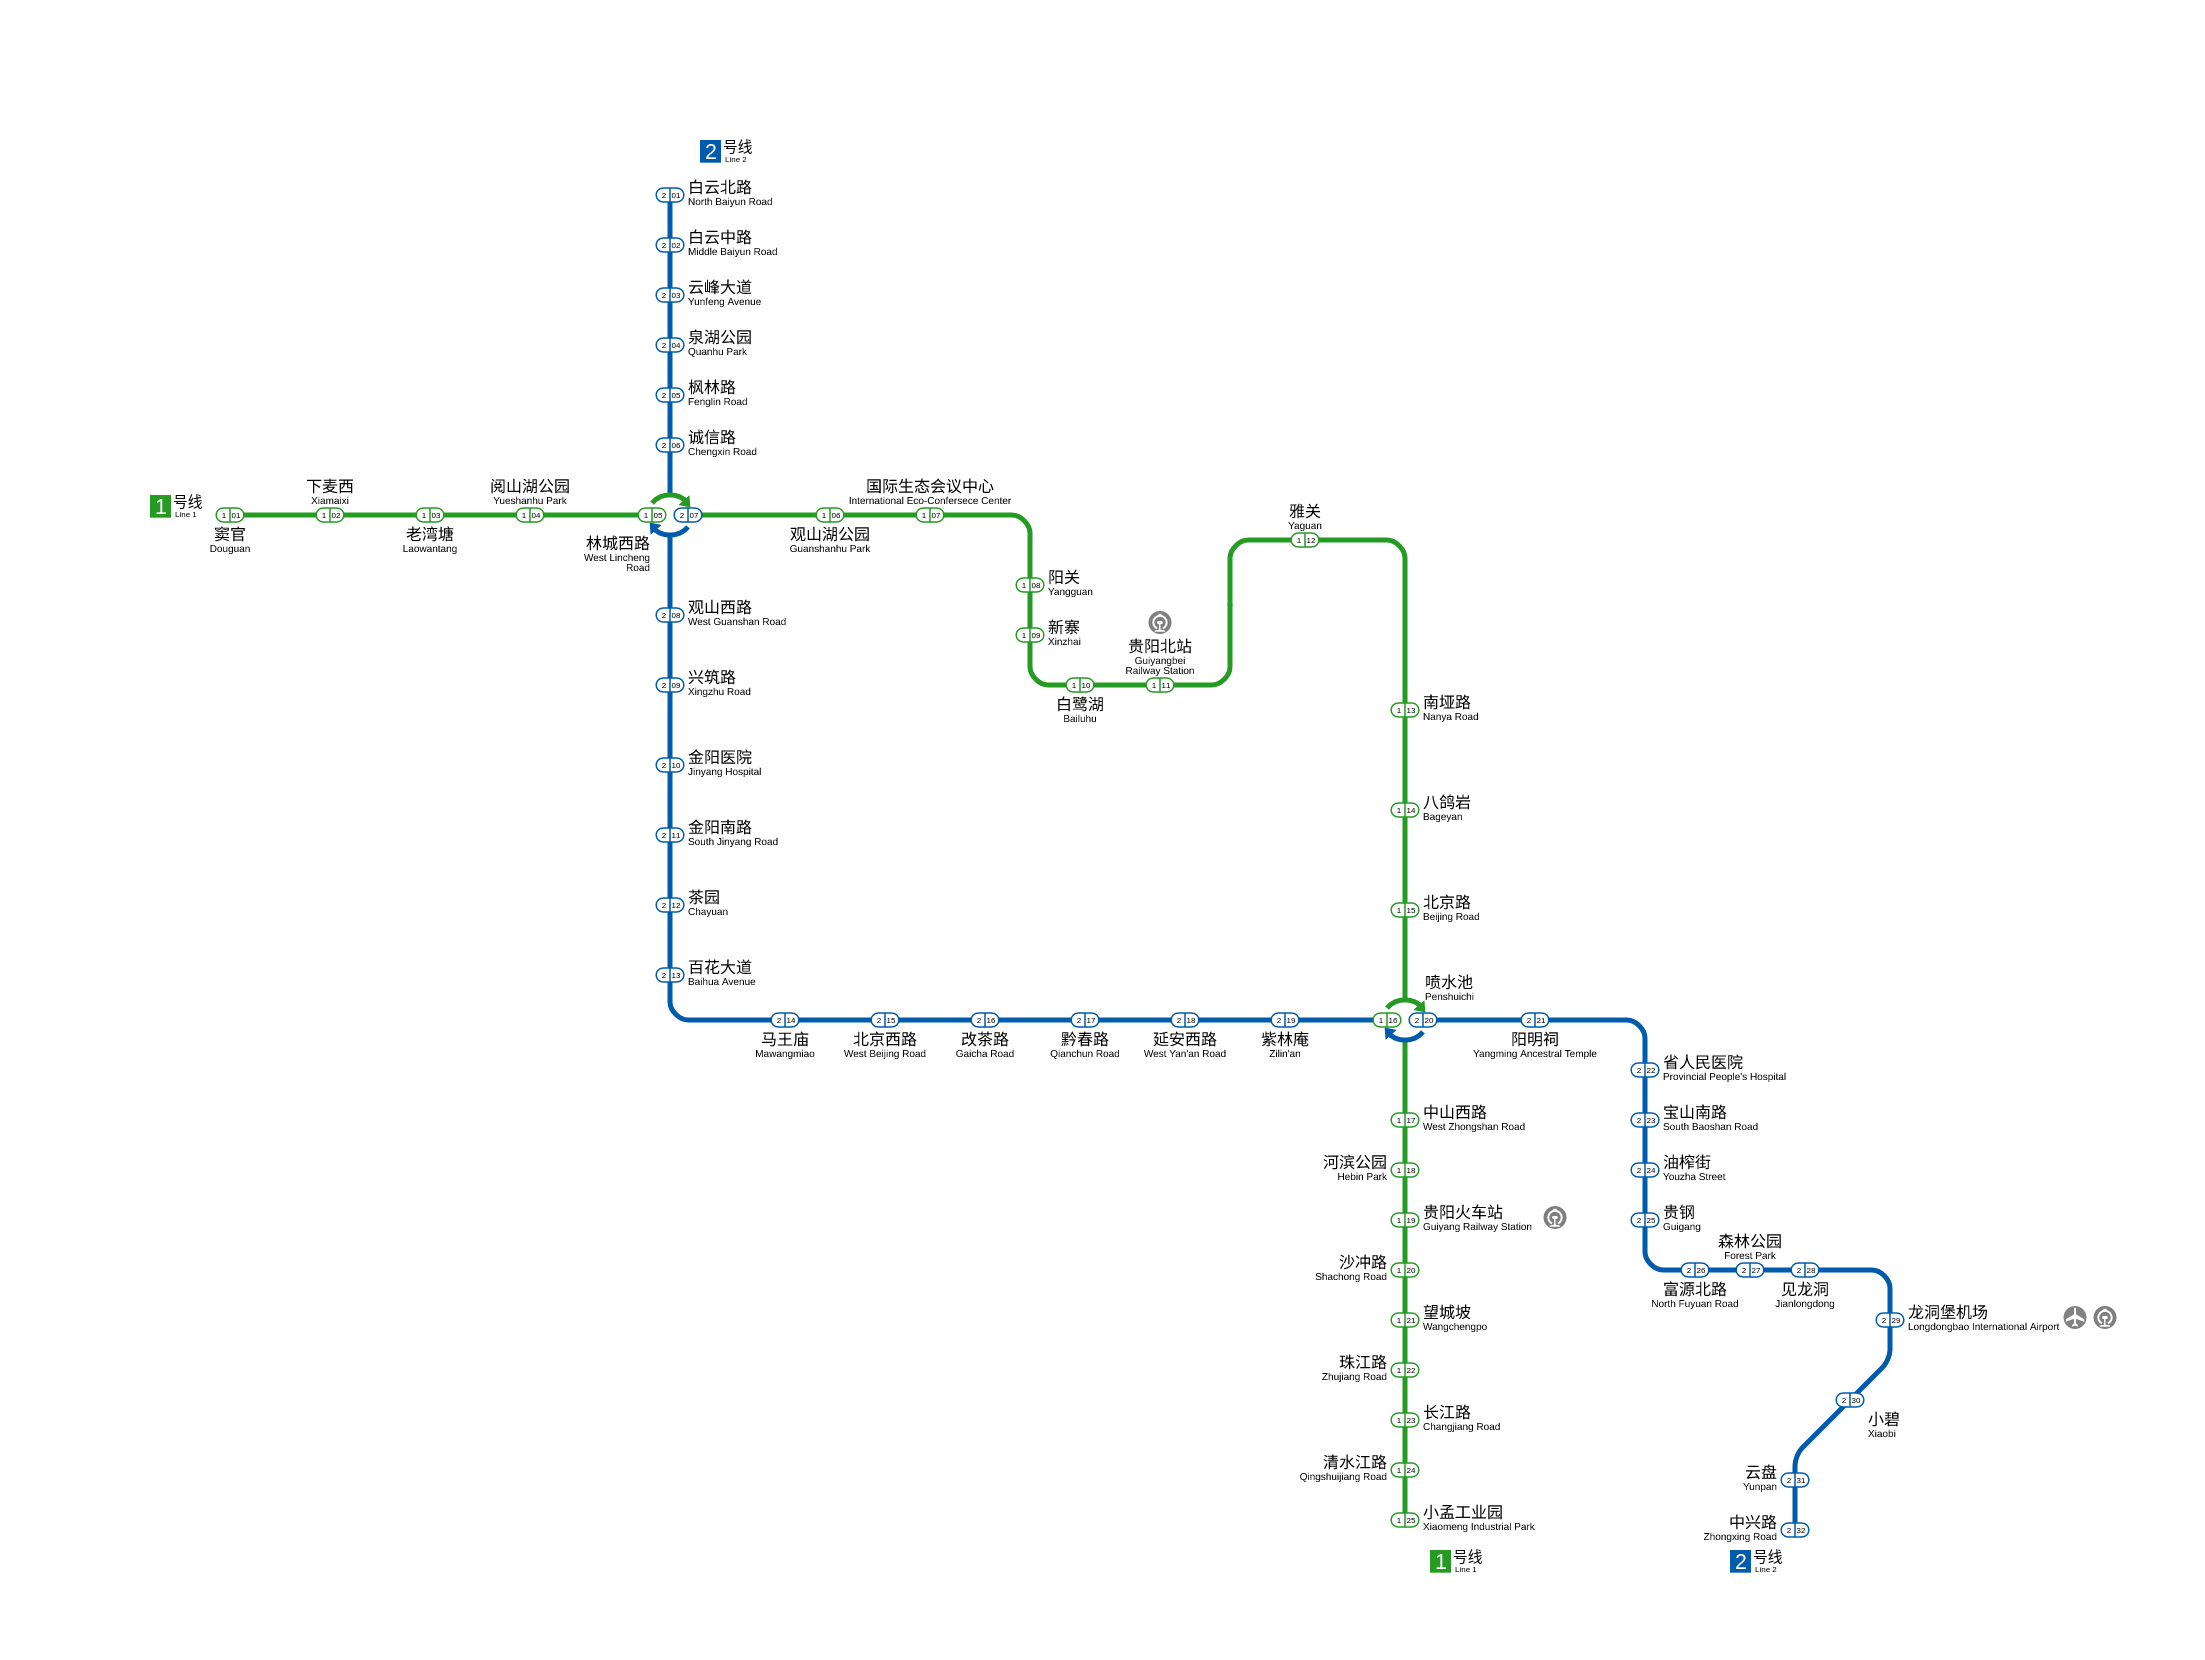 2 号线
Line 2
2 01 白云北路
North Baiyun Road
2 02 白云中路
Middle Baiyun Road
2 03 云峰大道
Yunfeng Avenue
2 04 泉湖公园
Quanhu Park
2 05 枫林路
Fenglin Road
2 06 诚信路
Chengxin Road
1 号线
Line 1
1 01
窦官
Douguan
下麦西
Xiamaixi
1 02
1 03
老湾塘
Laowantang
阅山湖公园
Yueshanhu Park
1 04
1 05 2 07
林城西路
West Lincheng
Road
1 06
观山湖公园
Guanshanhu Park
国际生态会议中心
International Eco-Confersece Center
1 07
1 08 阳关
Yangguan
1 09 新寨
Xinzhai
1 10
白鹭湖
Bailuhu
贵阳北站
Guiyangbei
Railway Station
1 11
雅关
Yaguan
1 12
1 13 南垭路
Nanya Road
1 14 八鸽岩
Bageyan
1 15 北京路
Beijing Road
喷水池
Penshuichi
1 16 2 20
2 08 观山西路
West Guanshan Road
2 09 兴筑路
Xingzhu Road
2 10 金阳医院
Jinyang Hospital
2 11 金阳南路
South Jinyang Road
2 12 茶园
Chayuan
2 13 百花大道
Baihua Avenue
2 14
马王庙
Mawangmiao
2 15
北京西路
West Beijing Road
2 16
改茶路
Gaicha Road
2 17
黔春路
Qianchun Road
2 18
延安西路
West Yan'an Road
2 19
紫林庵
Zilin'an
2 21
阳明祠
Yangming Ancestral Temple
2 22 省人民医院
Provincial People's Hospital
2 23 宝山南路
South Baoshan Road
2 24 油榨街
Youzha Street
2 25 贵钢
Guigang
2 26
富源北路
North Fuyuan Road
森林公园
Forest Park
2 27
2 28
见龙洞
Jianlongdong
2 29 龙洞堡机场
Longdongbao International Airport
2 30
小碧
Xiaobi
云盘 2 31
Yunpan
中兴路 2 32
Zhongxing Road
2 号线
Line 2
1 17 中山西路
West Zhongshan Road
河滨公园 1 18
Hebin Park
1 19 贵阳火车站
Guiyang Railway Station
沙冲路 1 20
Shachong Road
1 21 望城坡
Wangchengpo
珠江路 1 22
Zhujiang Road
1 23 长江路
Changjiang Road
清水江路 1 24
Qingshuijiang Road
1 25 小孟工业园
Xiaomeng Industrial Park
1 号线
Line 1